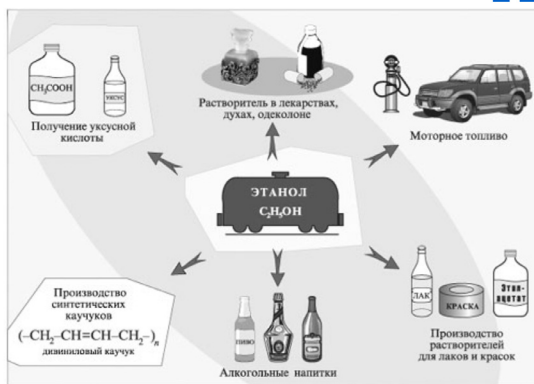 CH₃COOH
УКСУС
Получение уксусной
кислоты
Растворитель в лекарствах,
духах, одеколоне
Моторное топливо
ЭТАНОЛ
C₂H₅OH
Производство
синтетических
каучуков
(–CH₂–CH=CH–CH₂–)ₙ
дивиниловый каучук
ПИВО
Алкогольные напитки
ЛАК
КРАСКА
Этил-
ацетат
Производство
растворителей
для лаков и красок